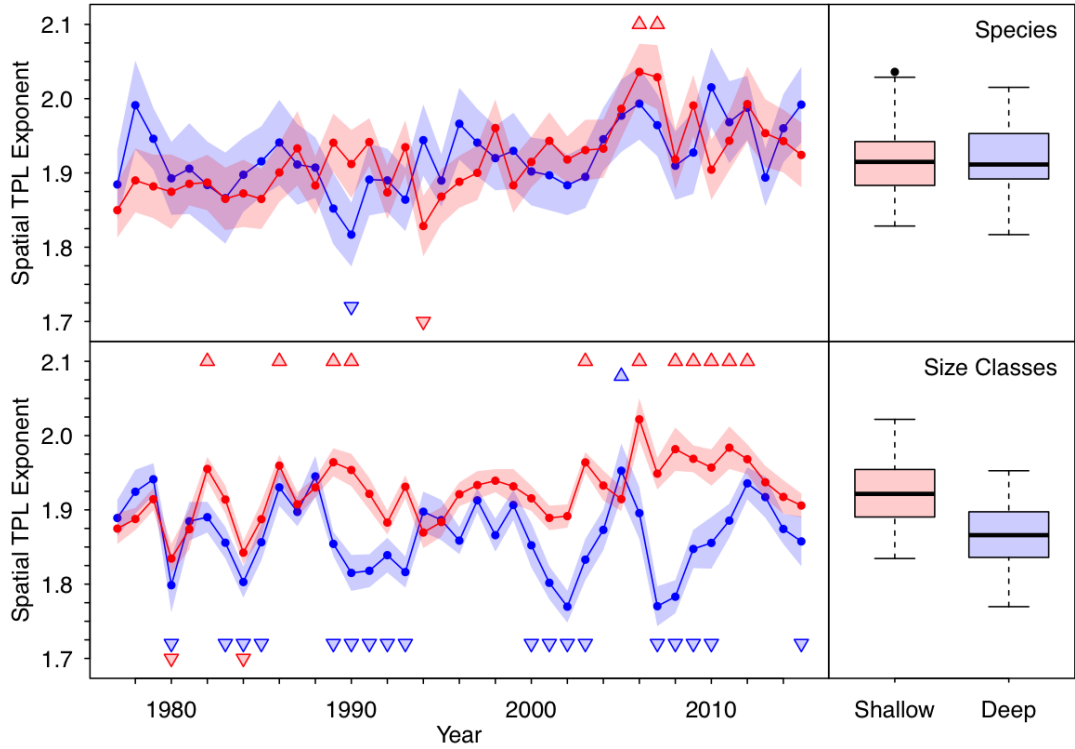 Spatial TPL Exponent
2.1
2.0
1.9
1.8
1.7
Species
Spatial TPL Exponent
2.1
2.0
1.9
1.8
1.7
Size Classes
1980 1990 2000 2010
Year
Shallow Deep